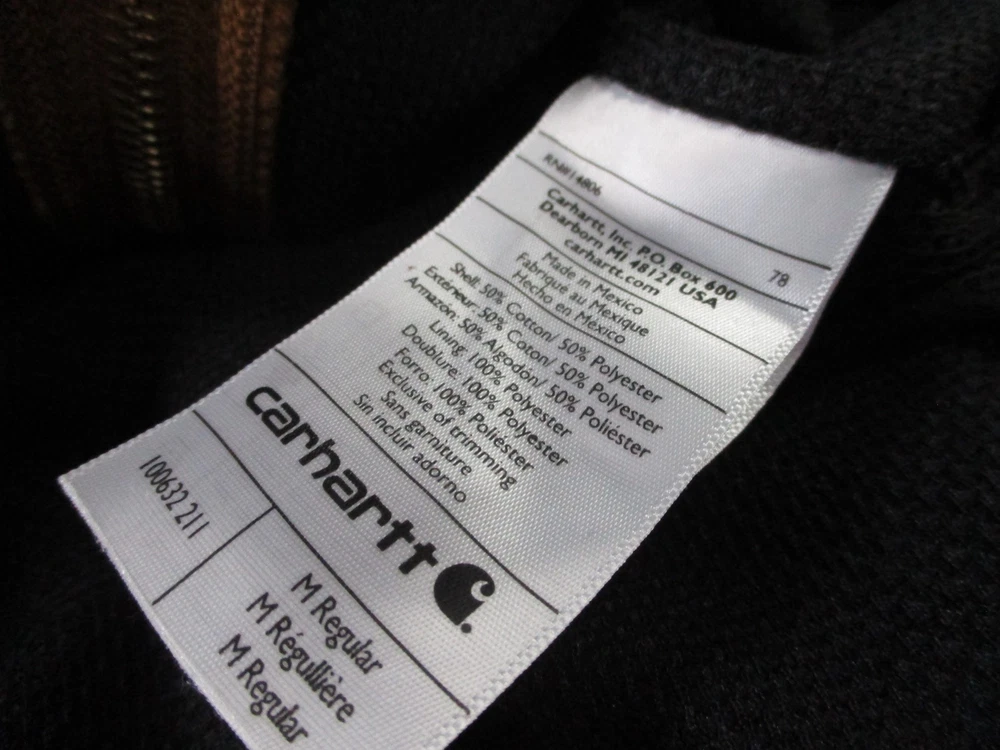 RN#14806
78
Carhartt, Inc. P.O. Box 600
Dearborn MI 48121 USA
carhartt.com
Made in Mexico
Fabriqué au Mexique
Hecho en México
Shell: 50% Cotton/ 50% Polyester
Extérieur: 50% Coton/ 50% Polyester
Armazón: 50% Algodón/ 50% Poliéster
Lining: 100% Polyester
Doublure: 100% Polyester
Forro: 100% Poliéster
Exclusive of trimming
Sans garniture
Sin incluir adorno
carhartt
100632 211
M Regular
M Régullière
M Regular